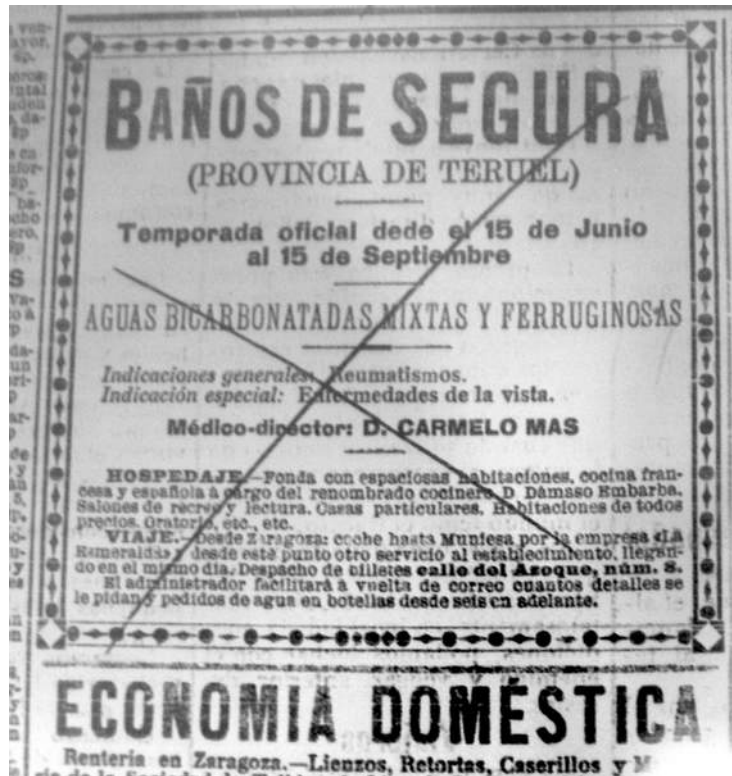 BAÑOS DE SEGURA
(PROVINCIA DE TERUEL)
Temporada oficial dede el 15 de Junio
al 15 de Septiembre
AGUAS BICARBONATADAS MIXTAS Y FERRUGINOSAS
Indicaciones generales: Reumatismos.
Indicación especial: Enfermedades de la vista.
Médico-director: D. CARMELO MAS
HOSPEDAJE.—Fonda con espaciosas habitaciones, cocina fran-
cesa y española á cargo del renombrado cocinero D. Dámasso Embarba.
Salones de recreo y lectura. Casas particulares. Habitaciones de todos
precios. Oratorio, etc., etc.
VIAJE.—Desde Zaragoza: coche hasta Muniesa por la empresa «LA
Esmeralda» y desde este punto otro servicio al establecimiento, llegan-
do en el mismo día. Despacho de billetes calle del Azoque, núm. 8.
El administrador facilitará á vuelta de correo cuantos detalles se
le pidan y pedidos de agua en botellas desde seis en adelante.
ECONOMIA DOMÉSTICA
Rentería en Zaragoza.—Lienzos, Retortas, Caserillos y